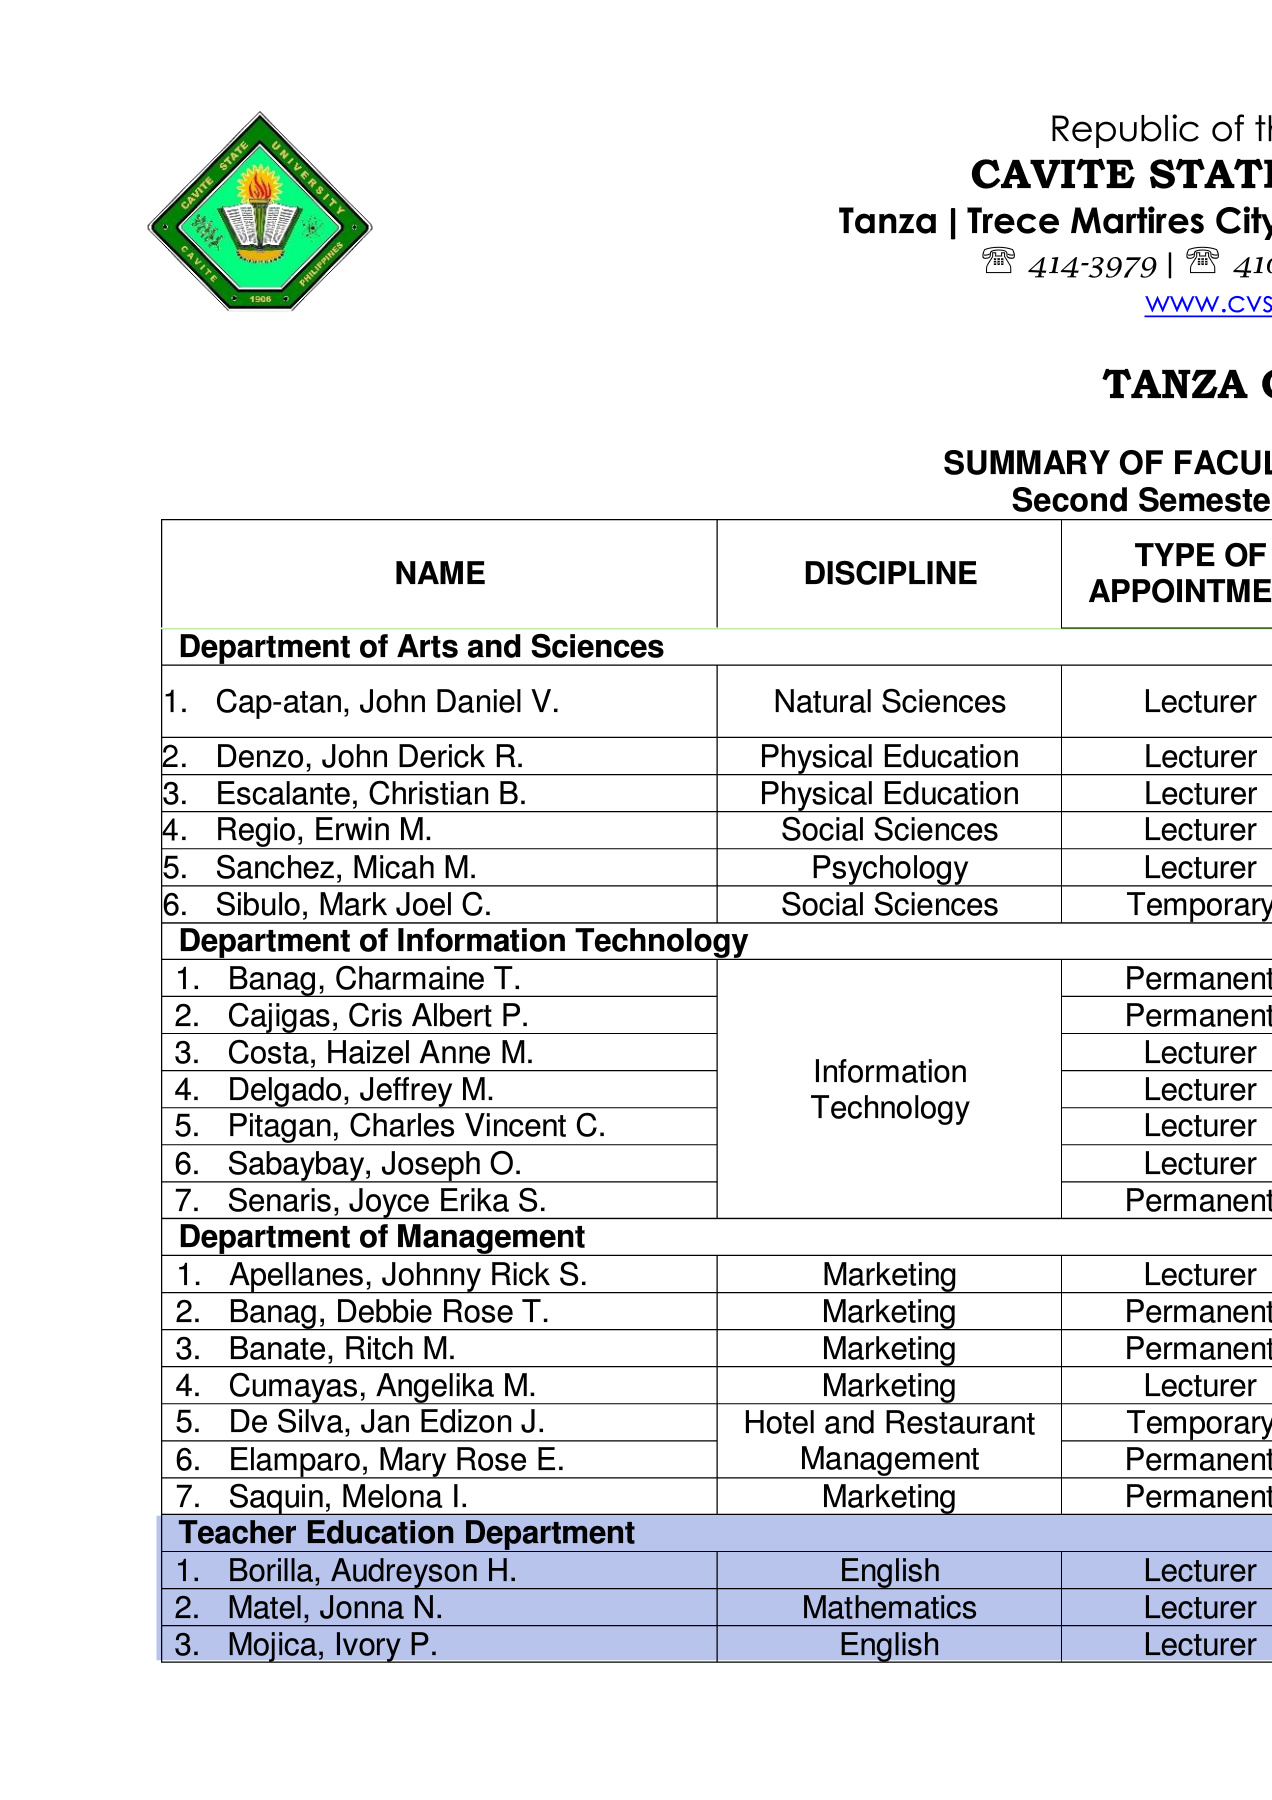 CAVITE STATE UNIVERSITY
CAVITE PHILIPPINES
1906
Republic of th
CAVITE STATE
Tanza | Trece Martires City
☏ 414-3979 | ☏ 410
www.cvs
TANZA C
SUMMARY OF FACUL
Second Semeste
NAME DISCIPLINE TYPE OF APPOINTME
Department of Arts and Sciences
1. Cap-atan, John Daniel V. Natural Sciences Lecturer
2. Denzo, John Derick R. Physical Education Lecturer
3. Escalante, Christian B. Physical Education Lecturer
4. Regio, Erwin M. Social Sciences Lecturer
5. Sanchez, Micah M. Psychology Lecturer
6. Sibulo, Mark Joel C. Social Sciences Temporary
Department of Information Technology
1. Banag, Charmaine T. Information Technology Permanent
2. Cajigas, Cris Albert P. Permanent
3. Costa, Haizel Anne M. Lecturer
4. Delgado, Jeffrey M. Lecturer
5. Pitagan, Charles Vincent C. Lecturer
6. Sabaybay, Joseph O. Lecturer
7. Senaris, Joyce Erika S. Permanent
Department of Management
1. Apellanes, Johnny Rick S. Marketing Lecturer
2. Banag, Debbie Rose T. Marketing Permanent
3. Banate, Ritch M. Marketing Permanent
4. Cumayas, Angelika M. Marketing Lecturer
5. De Silva, Jan Edizon J. Hotel and Restaurant Management Temporary
6. Elamparo, Mary Rose E. Permanent
7. Saquin, Melona I. Marketing Permanent
Teacher Education Department
1. Borilla, Audreyson H. English Lecturer
2. Matel, Jonna N. Mathematics Lecturer
3. Mojica, Ivory P. English Lecturer